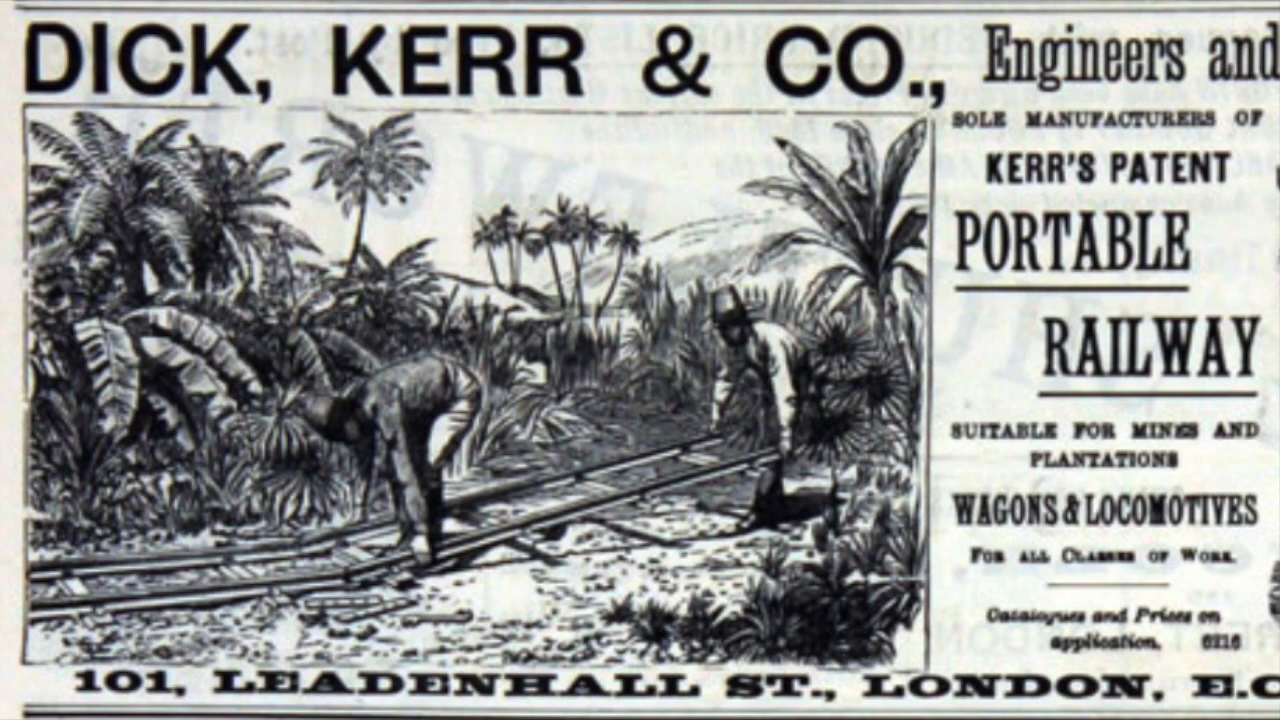 DICK, KERR & CO., Engineers and
SOLE MANUFACTURERS OF
KERR'S PATENT
PORTABLE
RAILWAY
SUITABLE FOR MINES AND
PLANTATIONS
WAGONS & LOCOMOTIVES
FOR ALL CLASSES OF WORK.
Catalogues and Prices on
application. 6216
101, LEADENHALL ST., LONDON, E.C